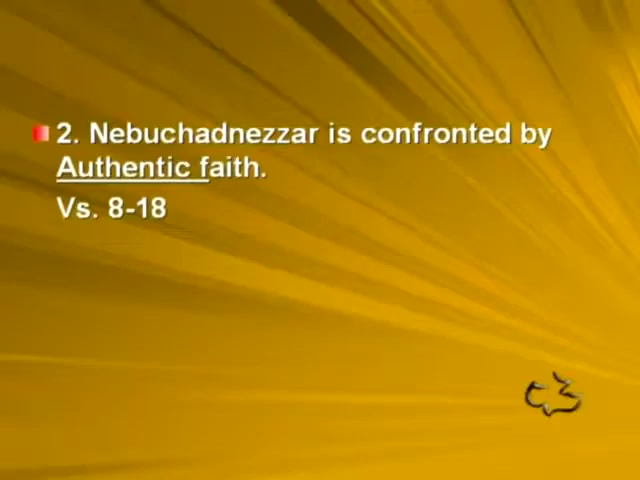 2. Nebuchadnezzar is confronted by
Authentic faith.
Vs. 8-18